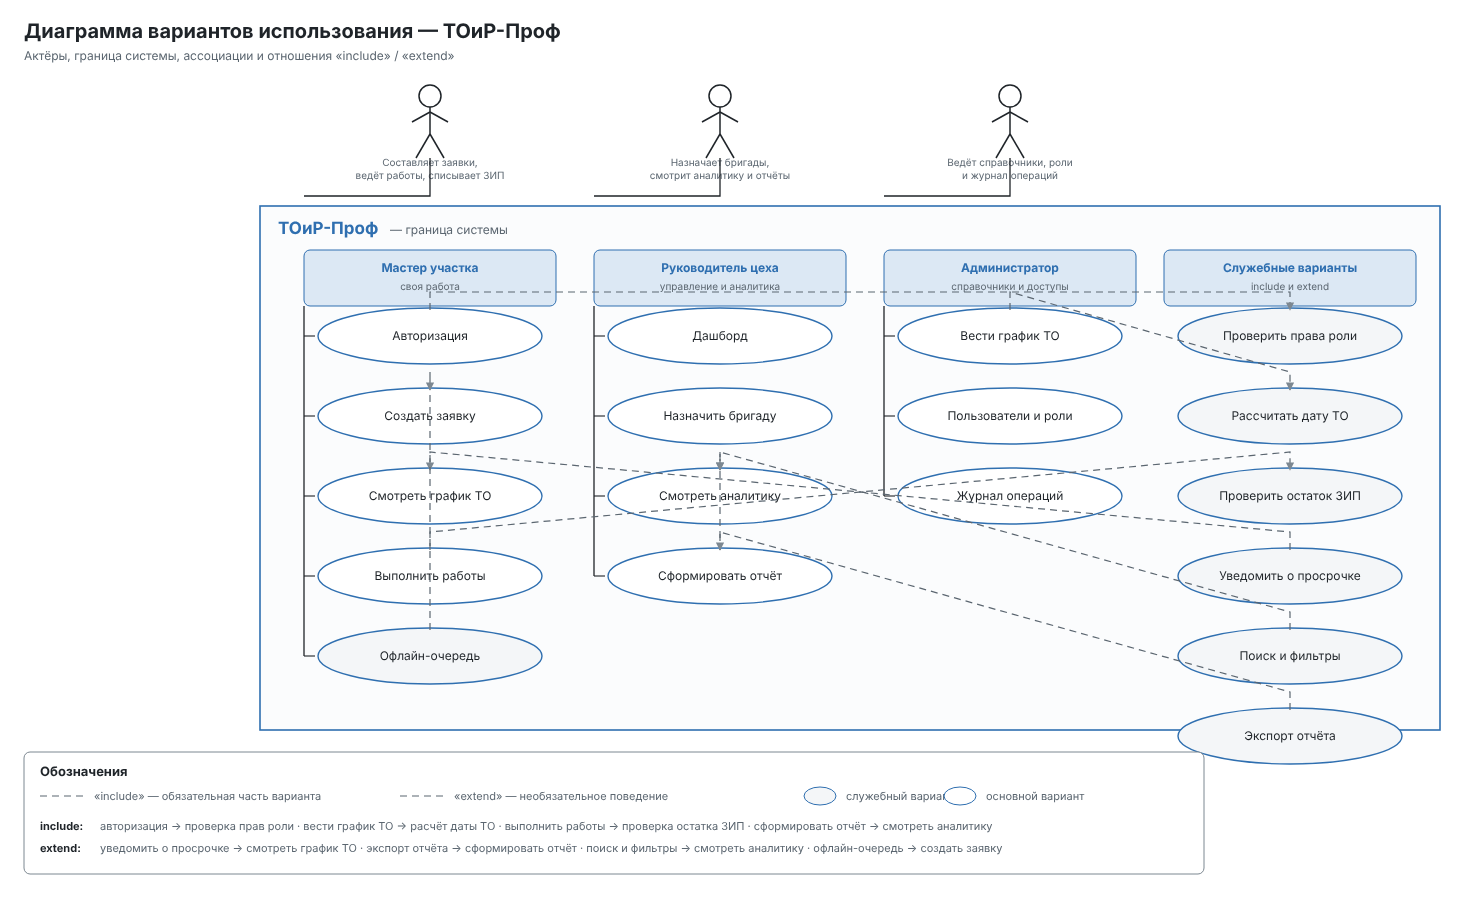 Диаграмма вариантов использования — ТОиР-Проф
Актёры, граница системы, ассоциации и отношения «include» / «extend»
Составляет заявки,
ведёт работы, списывает ЗИП
Назначает бригады,
смотрит аналитику и отчёты
Ведёт справочники, роли
и журнал операций
ТОиР-Проф — граница системы
Мастер участка
своя работа
Руководитель цеха
управление и аналитика
Администратор
справочники и доступы
Служебные варианты
include и extend
Авторизация
Дашборд
Вести график ТО
Проверить права роли
Создать заявку
Назначить бригаду
Пользователи и роли
Рассчитать дату ТО
Смотреть график ТО
Смотреть аналитику
Журнал операций
Проверить остаток ЗИП
Выполнить работы
Сформировать отчёт
Уведомить о просрочке
Офлайн-очередь
Поиск и фильтры
Экспорт отчёта
Обозначения
«include» — обязательная часть варианта
«extend» — необязательное поведение
служебный вариан
основной вариант
include: авторизация → проверка прав роли · вести график ТО → расчёт даты ТО · выполнить работы → проверка остатка ЗИП · сформировать отчёт → смотреть аналитику
extend: уведомить о просрочке → смотреть график ТО · экспорт отчёта → сформировать отчёт · поиск и фильтры → смотреть аналитику · офлайн-очередь → создать заявку